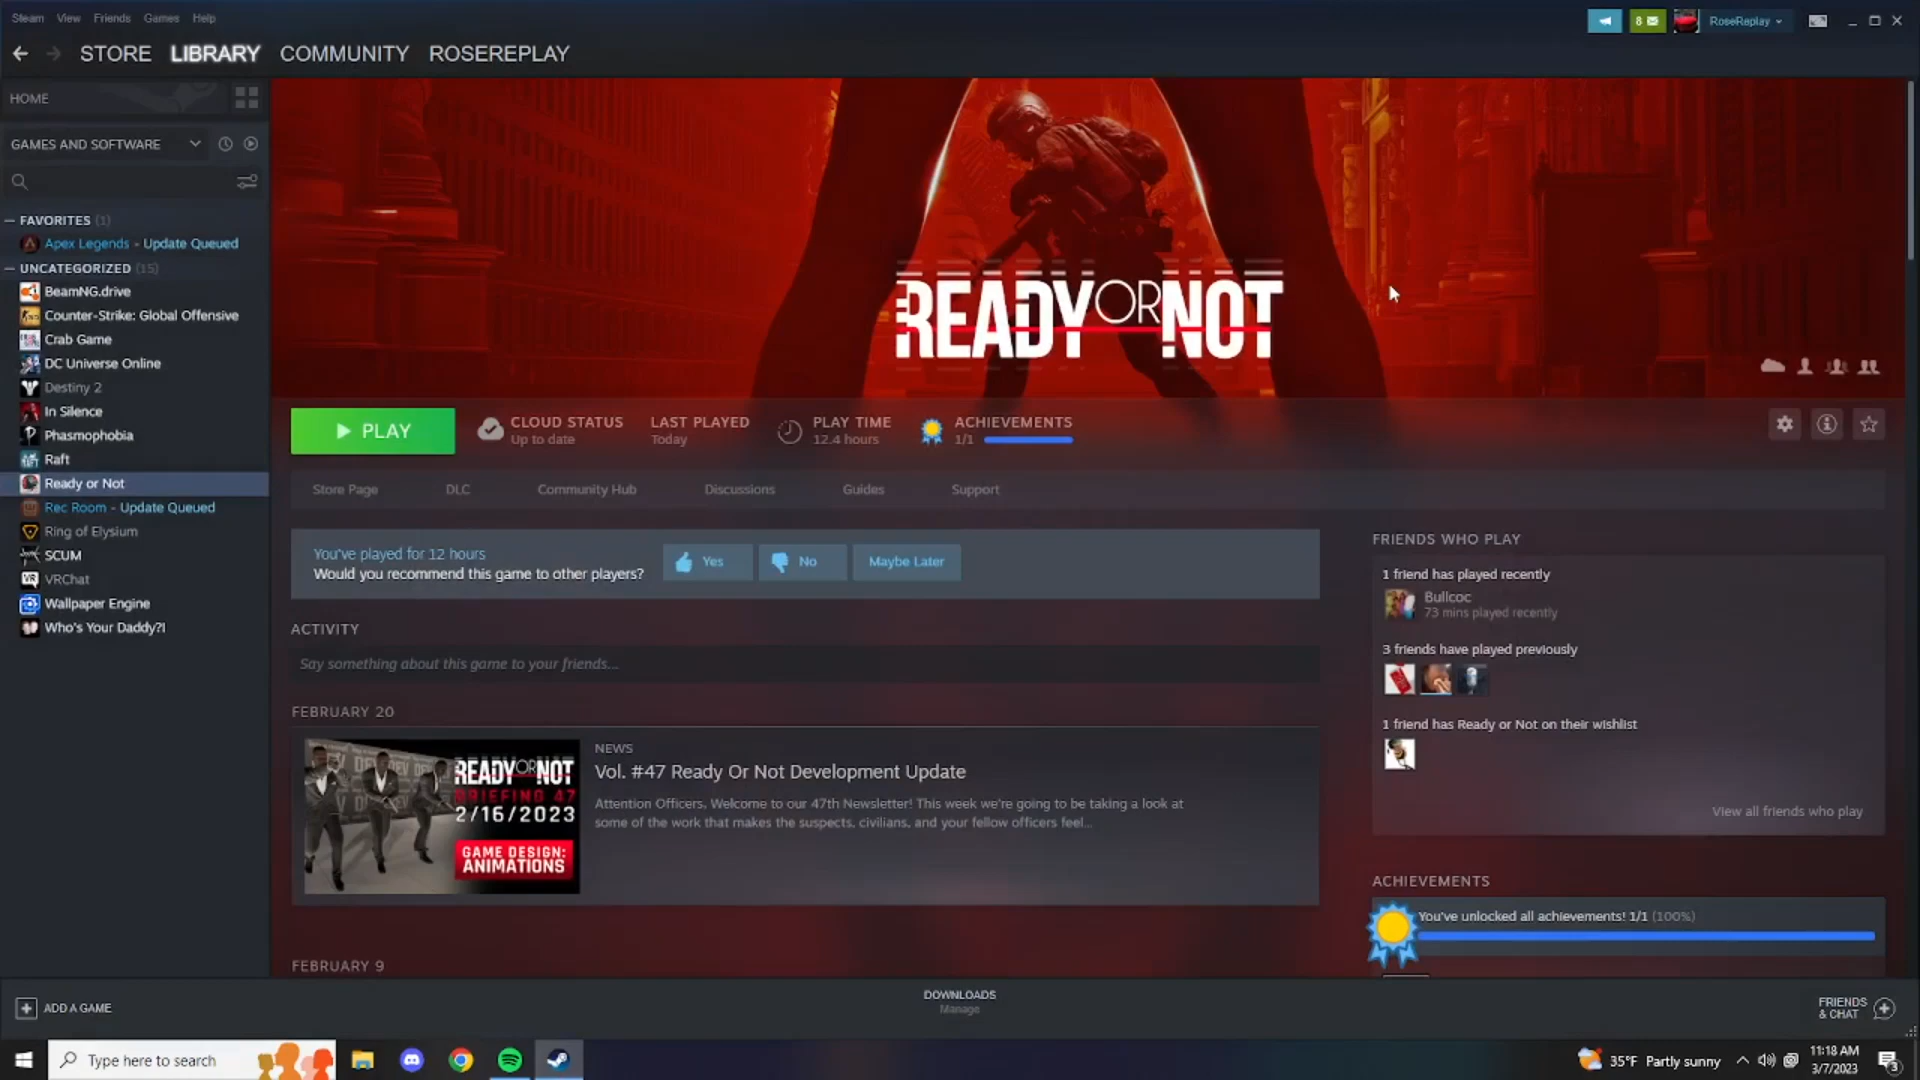 Steam View Friends Games Help
8 RoseReplay
STORE LIBRARY COMMUNITY ROSEREPLAY
HOME
GAMES AND SOFTWARE
FAVORITES (1)
Apex Legends - Update Queued
UNCATEGORIZED (15)
BeamNG.drive
Counter-Strike: Global Offensive
Crab Game
DC Universe Online
Destiny 2
In Silence
Phasmophobia
Raft
Ready or Not
Rec Room - Update Queued
Ring of Elysium
SCUM
VRChat
Wallpaper Engine
Who's Your Daddy?!
READY OR NOT
PLAY
CLOUD STATUS
Up to date
LAST PLAYED
Today
PLAY TIME
12.4 hours
ACHIEVEMENTS
1/1
Store Page DLC Community Hub Discussions Guides Support
You've played for 12 hours
Would you recommend this game to other players?
Yes No Maybe Later
ACTIVITY
Say something about this game to your friends...
FEBRUARY 20
READY OR NOT
BRIEFING 47
2/16/2023
GAME DESIGN:
ANIMATIONS
NEWS
Vol. #47 Ready Or Not Development Update
Attention Officers, Welcome to our 47th Newsletter! This week we're going to be taking a look at
some of the work that makes the suspects, civilians, and your fellow officers feel...
FEBRUARY 9
FRIENDS WHO PLAY
1 friend has played recently
Bullcoc
73 mins played recently
3 friends have played previously
1 friend has Ready or Not on their wishlist
View all friends who play
ACHIEVEMENTS
You've unlocked all achievements! 1/1 (100%)
ADD A GAME
DOWNLOADS
Manage
FRIENDS
& CHAT
Type here to search
35°F Partly sunny
11:18 AM
3/7/2023
3